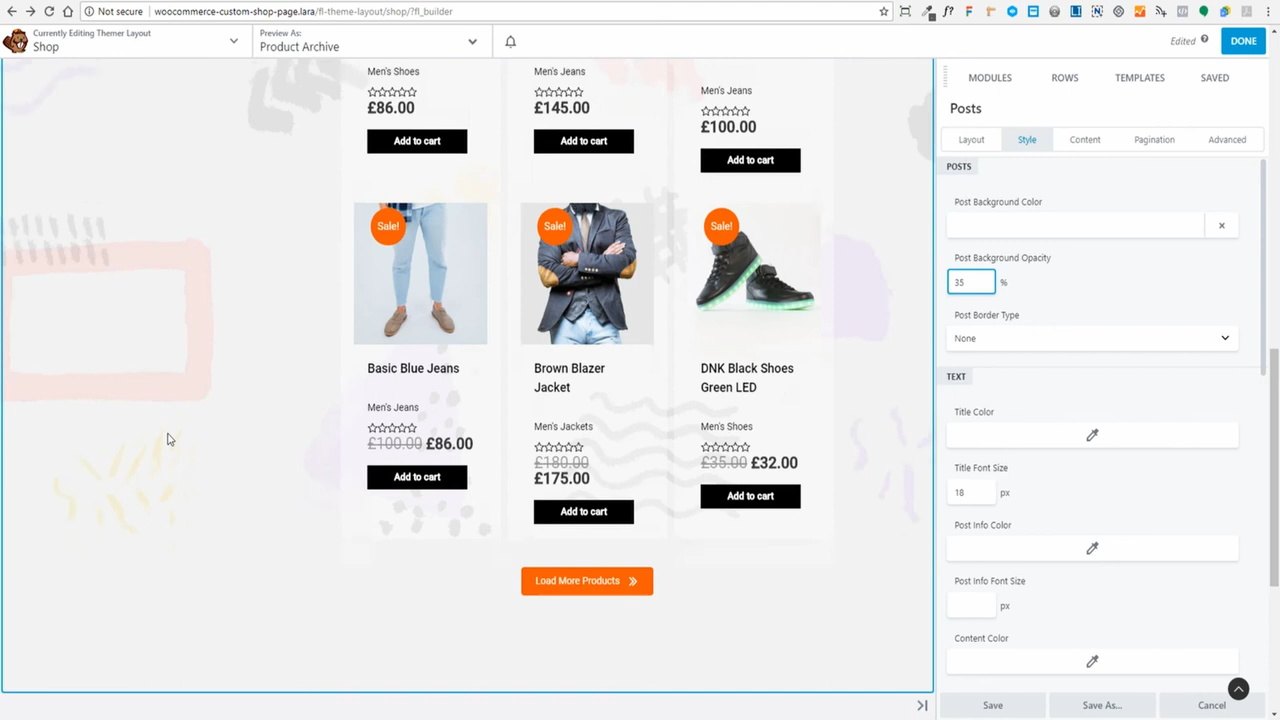 Not secure
woocommerce-custom-shop-page.lara/fl-theme-layout/shop/?fl_builder
Currently Editing Themer Layout
Shop
Preview As:
Product Archive
Edited
DONE
Men's Shoes
£86.00
Add to cart
Men's Jeans
£145.00
Add to cart
Men's Jeans
£100.00
Add to cart
Sale!
Sale!
Sale!
Basic Blue Jeans
Men's Jeans
£100.00 £86.00
Add to cart
Brown Blazer
Jacket
Men's Jackets
£180.00
£175.00
Add to cart
DNK Black Shoes
Green LED
Men's Shoes
£35.00 £32.00
Add to cart
Load More Products
MODULES
ROWS
TEMPLATES
SAVED
Posts
Layout
Style
Content
Pagination
Advanced
POSTS
Post Background Color
Post Background Opacity
35 %
Post Border Type
None
TEXT
Title Color
Title Font Size
18 px
Post Info Color
Post Info Font Size
px
Content Color
Save
Save As...
Cancel